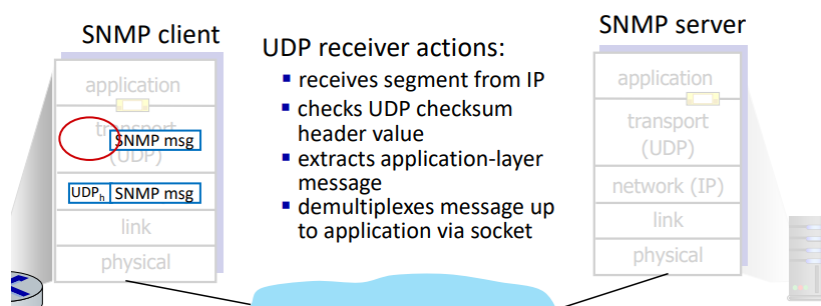 SNMP client
SNMP server
UDP receiver actions:
▪ receives segment from IP
▪ checks UDP checksum
header value
▪ extracts application-layer
message
▪ demultiplexes message up
to application via socket
application
transport
(UDP)
SNMP msg
UDPh SNMP msg
link
physical
application
transport
(UDP)
network (IP)
link
physical